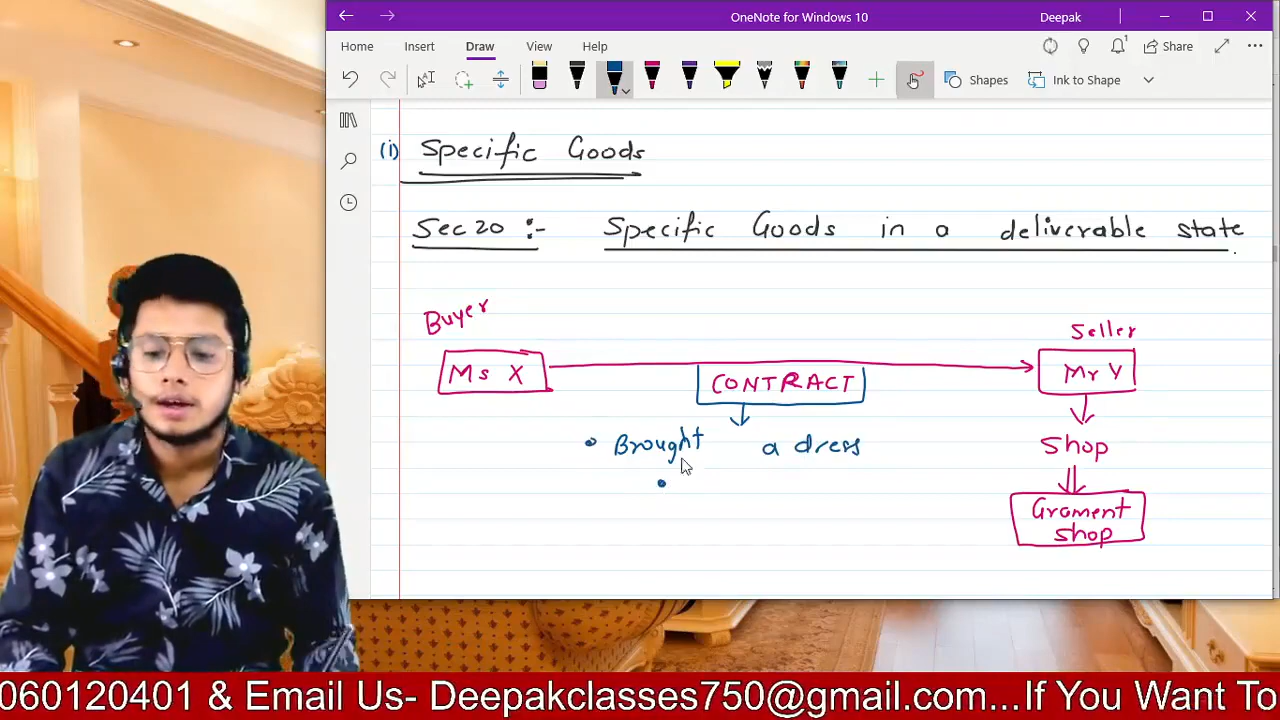 OneNote for Windows 10
Deepak
Home Insert Draw View Help
Share
Shapes
Ink to Shape
(i) Specific Goods
Sec 20 :- Specific Goods in a deliverable state.
Buyer
Seller
Ms X
CONTRACT
Mr Y
• Brought a dress
Shop
•
Grament
shop
060120401 & Email Us- Deepakclasses750@gmail.com...If You Want To